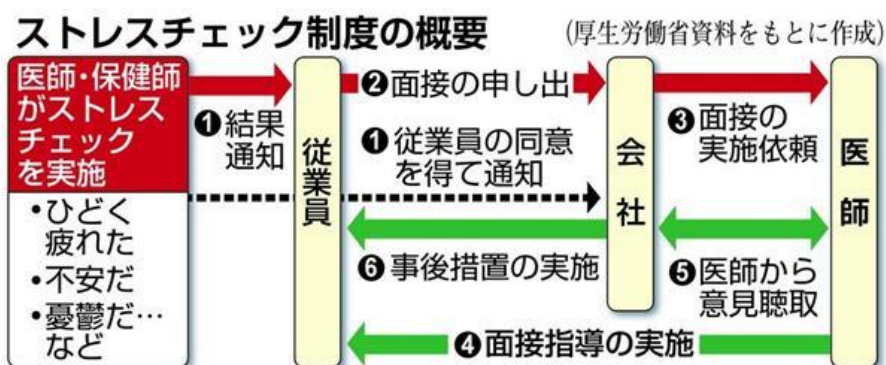 ストレスチェック制度の概要
(厚生労働省資料をもとに作成)
医師・保健師
がストレス
チェック
を実施
•ひどく
疲れた
•不安だ
•憂鬱だ…
など
❶結果
通知
従業員
❷面接の申し出
❶従業員の同意
を得て通知
会社
❸面接の
実施依頼
医師
❻事後措置の実施
❺医師から
意見聴取
❹面接指導の実施